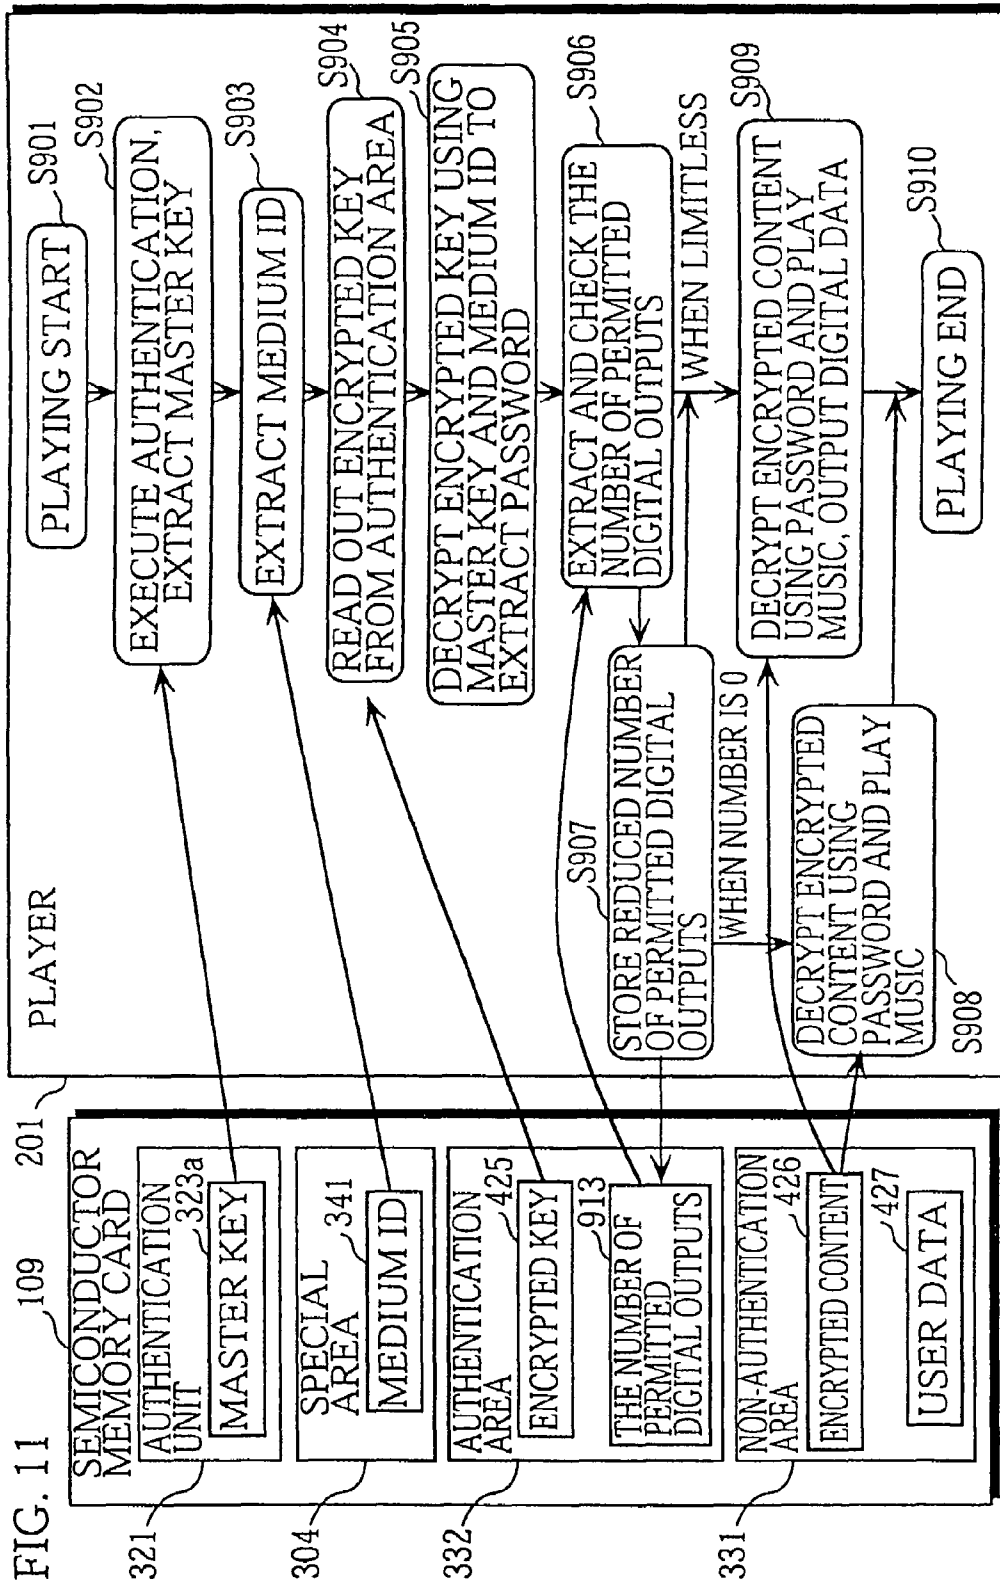 FIG. 11
109
SEMICONDUCTOR
MEMORY CARD
321
AUTHENTICATION
UNIT
323a
MASTER KEY
304
SPECIAL
AREA
341
MEDIUM ID
332
AUTHENTICATION
AREA
425
ENCRYPTED KEY
913
THE NUMBER OF
PERMITTED
DIGITAL OUTPUTS
331
NON-AUTHENTICATION
AREA
426
ENCRYPTED CONTENT
427
USER DATA
201
PLAYER
PLAYING START
S901
EXECUTE AUTHENTICATION,
EXTRACT MASTER KEY
S902
EXTRACT MEDIUM ID
S903
READ OUT ENCRYPTED KEY
FROM AUTHENTICATION AREA
S904
DECRYPT ENCRYPTED KEY USING
MASTER KEY AND MEDIUM ID TO
EXTRACT PASSWORD
S905
EXTRACT AND CHECK THE
NUMBER OF PERMITTED
DIGITAL OUTPUTS
S906
WHEN LIMITLESS
S907
STORE REDUCED NUMBER
OF PERMITTED DIGITAL
OUTPUTS
WHEN NUMBER IS 0
DECRYPT ENCRYPTED
CONTENT USING
PASSWORD AND PLAY
MUSIC
S908
DECRYPT ENCRYPTED CONTENT
USING PASSWORD AND PLAY
MUSIC, OUTPUT DIGITAL DATA
S909
PLAYING END
S910